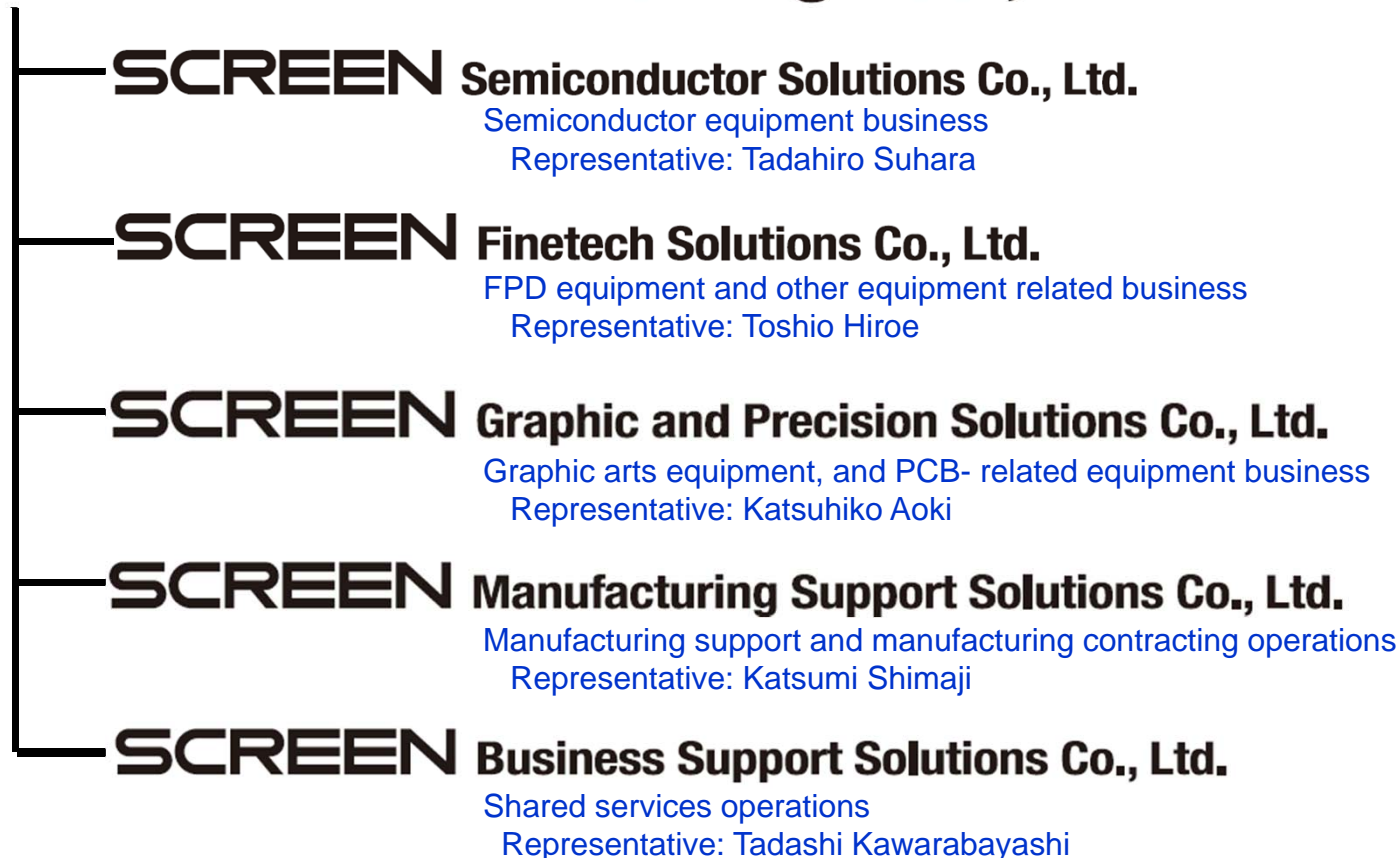 SCREEN Semiconductor Solutions Co., Ltd.
Semiconductor equipment business
Representative: Tadahiro Suhara
SCREEN Finetech Solutions Co., Ltd.
FPD equipment and other equipment related business
Representative: Toshio Hiroe
SCREEN Graphic and Precision Solutions Co., Ltd.
Graphic arts equipment, and PCB- related equipment business
Representative: Katsuhiko Aoki
SCREEN Manufacturing Support Solutions Co., Ltd.
Manufacturing support and manufacturing contracting operations
Representative: Katsumi Shimaji
SCREEN Business Support Solutions Co., Ltd.
Shared services operations
Representative: Tadashi Kawarabayashi